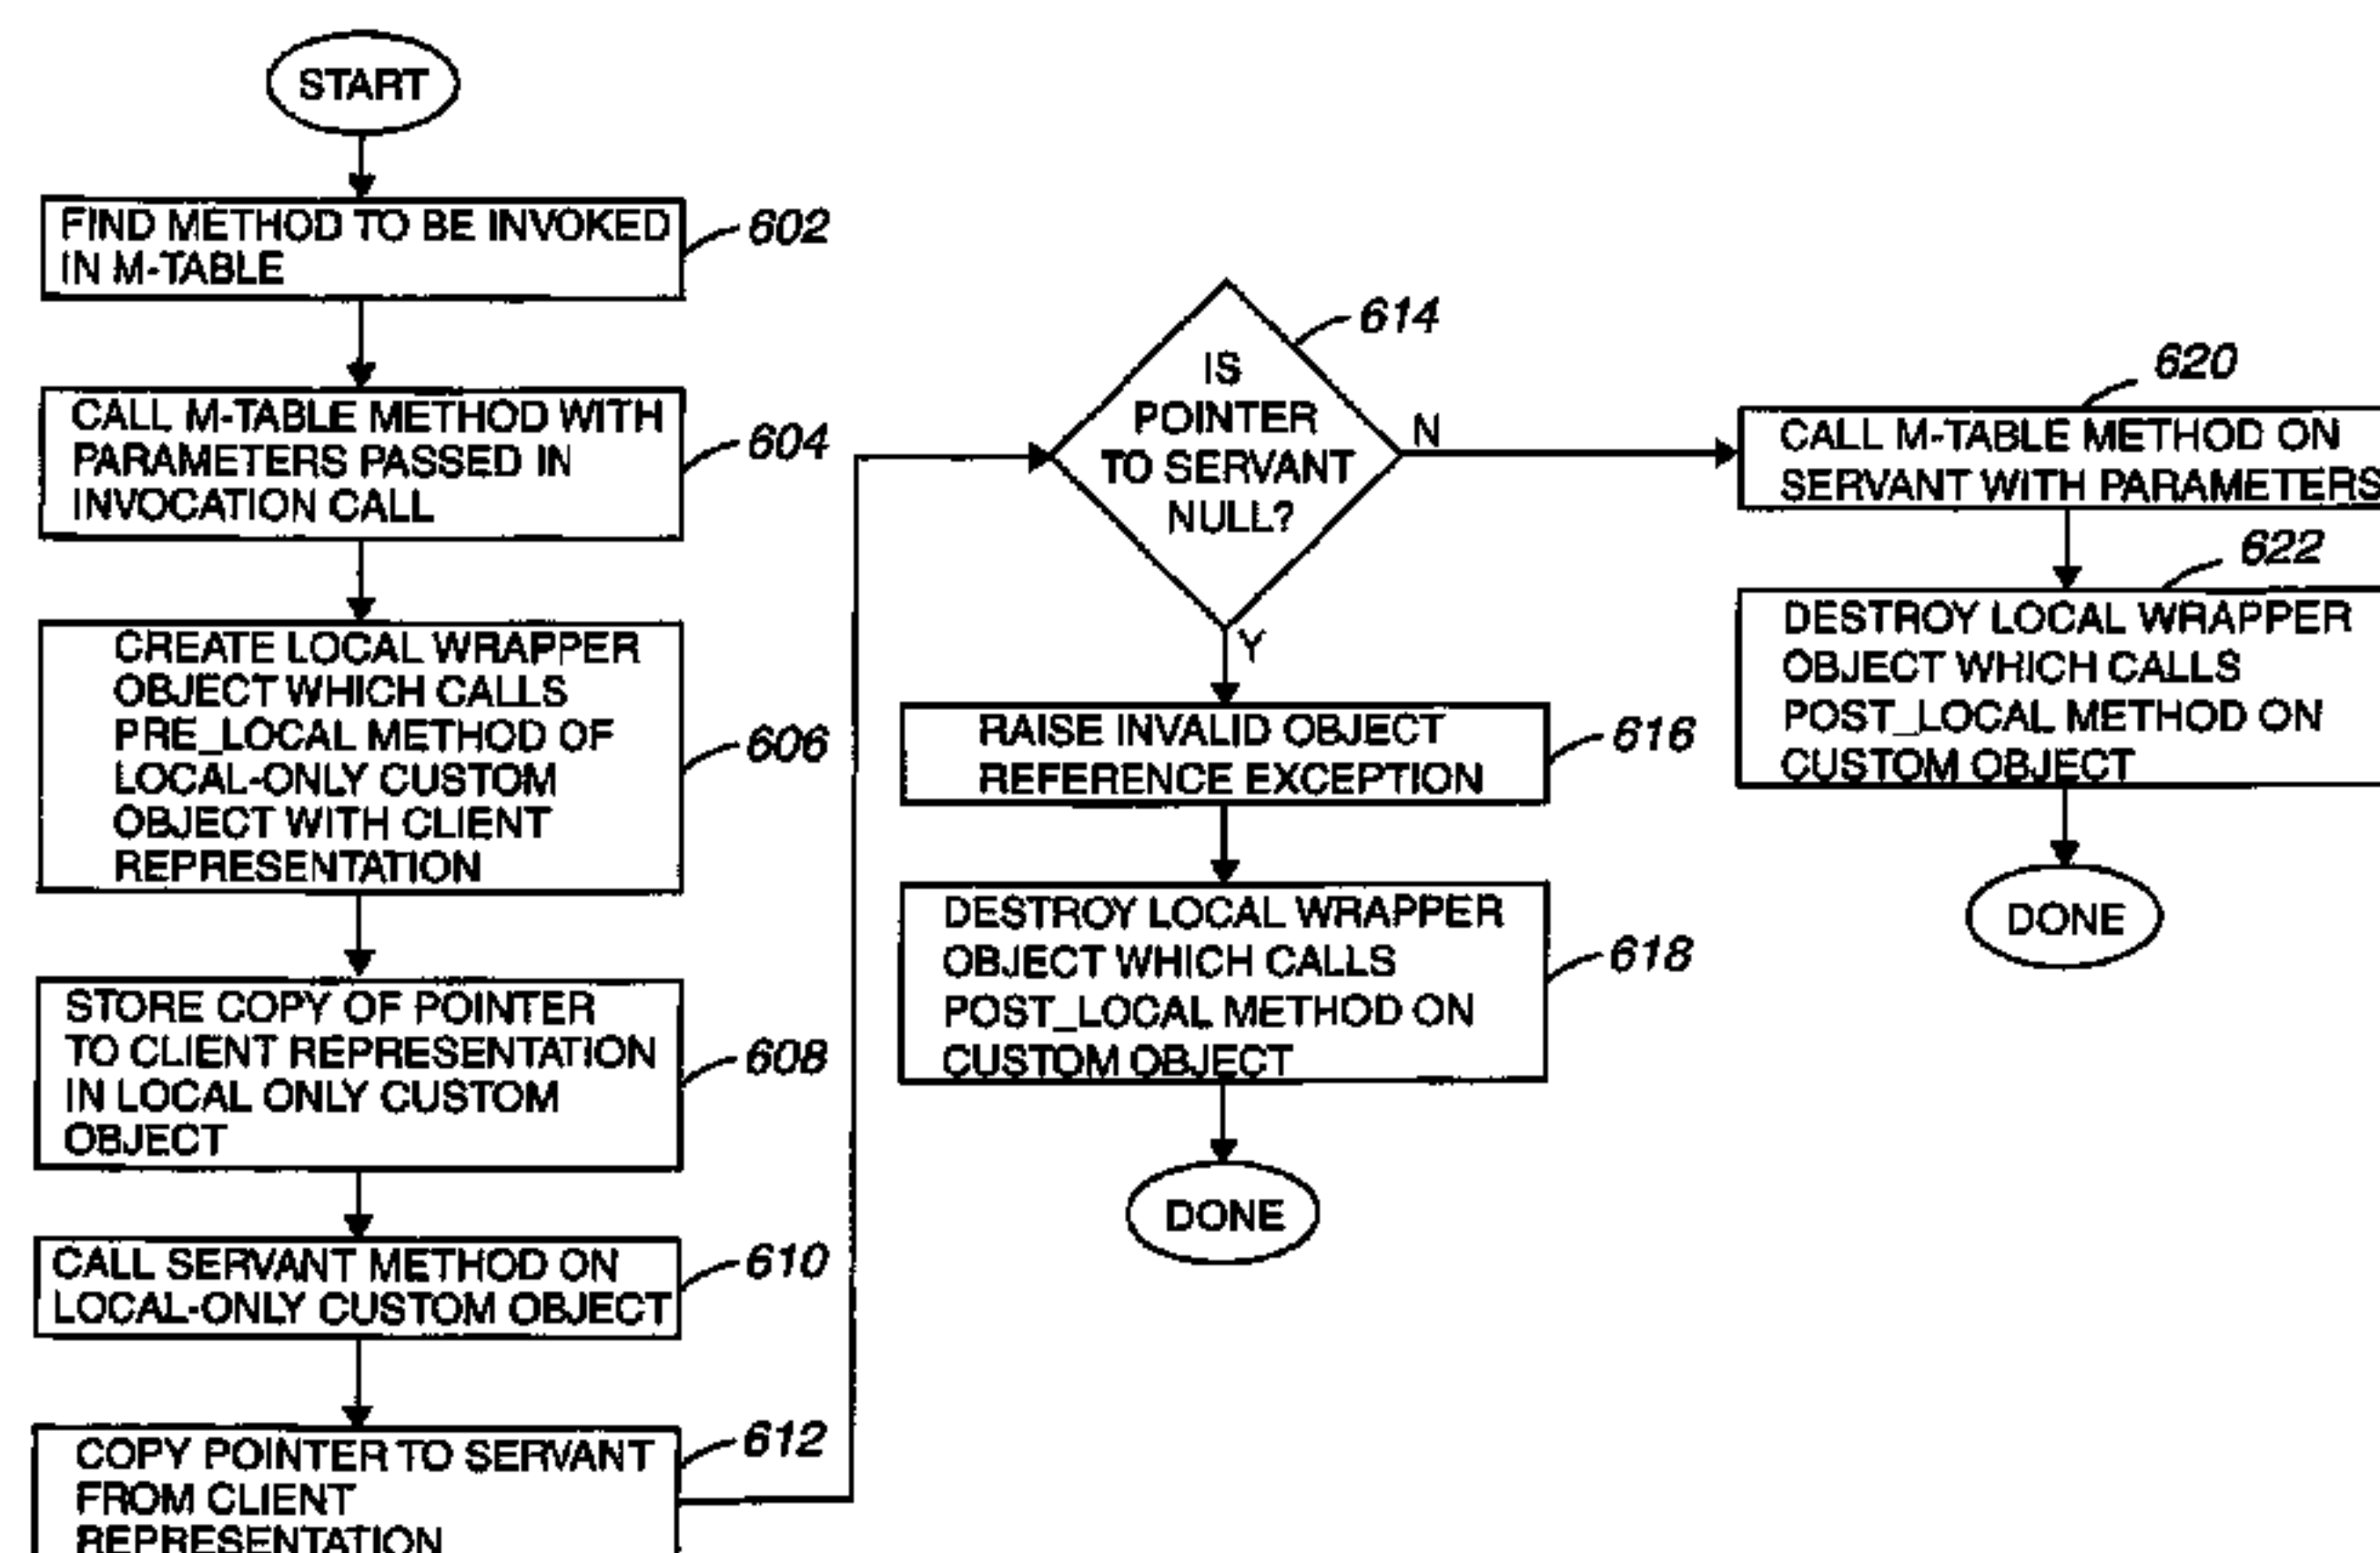 START
FIND METHOD TO BE INVOKED
IN M-TABLE
602
CALL M-TABLE METHOD WITH
PARAMETERS PASSED IN
INVOCATION CALL
604
CREATE LOCAL WRAPPER
OBJECT WHICH CALLS
PRE_LOCAL METHOD OF
LOCAL-ONLY CUSTOM
OBJECT WITH CLIENT
REPRESENTATION
606
STORE COPY OF POINTER
TO CLIENT REPRESENTATION
IN LOCAL ONLY CUSTOM
OBJECT
608
CALL SERVANT METHOD ON
LOCAL-ONLY CUSTOM OBJECT
610
COPY POINTER TO SERVANT
FROM CLIENT
REPRESENTATION
612
IS
POINTER
TO SERVANT
NULL?
614
N
Y
RAISE INVALID OBJECT
REFERENCE EXCEPTION
616
DESTROY LOCAL WRAPPER
OBJECT WHICH CALLS
POST_LOCAL METHOD ON
CUSTOM OBJECT
618
DONE
620
CALL M-TABLE METHOD ON
SERVANT WITH PARAMETERS
622
DESTROY LOCAL WRAPPER
OBJECT WHICH CALLS
POST_LOCAL METHOD ON
CUSTOM OBJECT
DONE